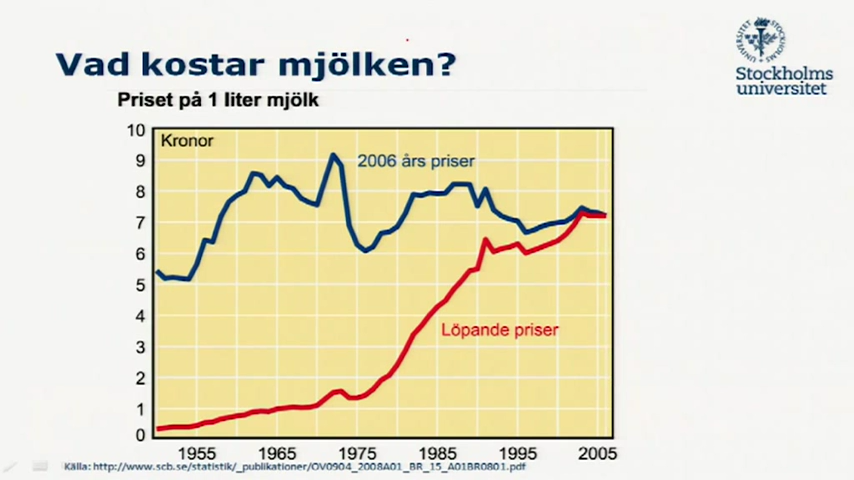 Vad kostar mjölken?
Stockholms
universitet
Priset på 1 liter mjölk
Kronor
2006 års priser
Löpande priser
10
9
8
7
6
5
4
3
2
1
0
1955 1965 1975 1985 1995 2005
Källa: http://www.scb.se/statistik/_publikationer/OV0904_2008A01_BR_15_A01BR0801.pdf